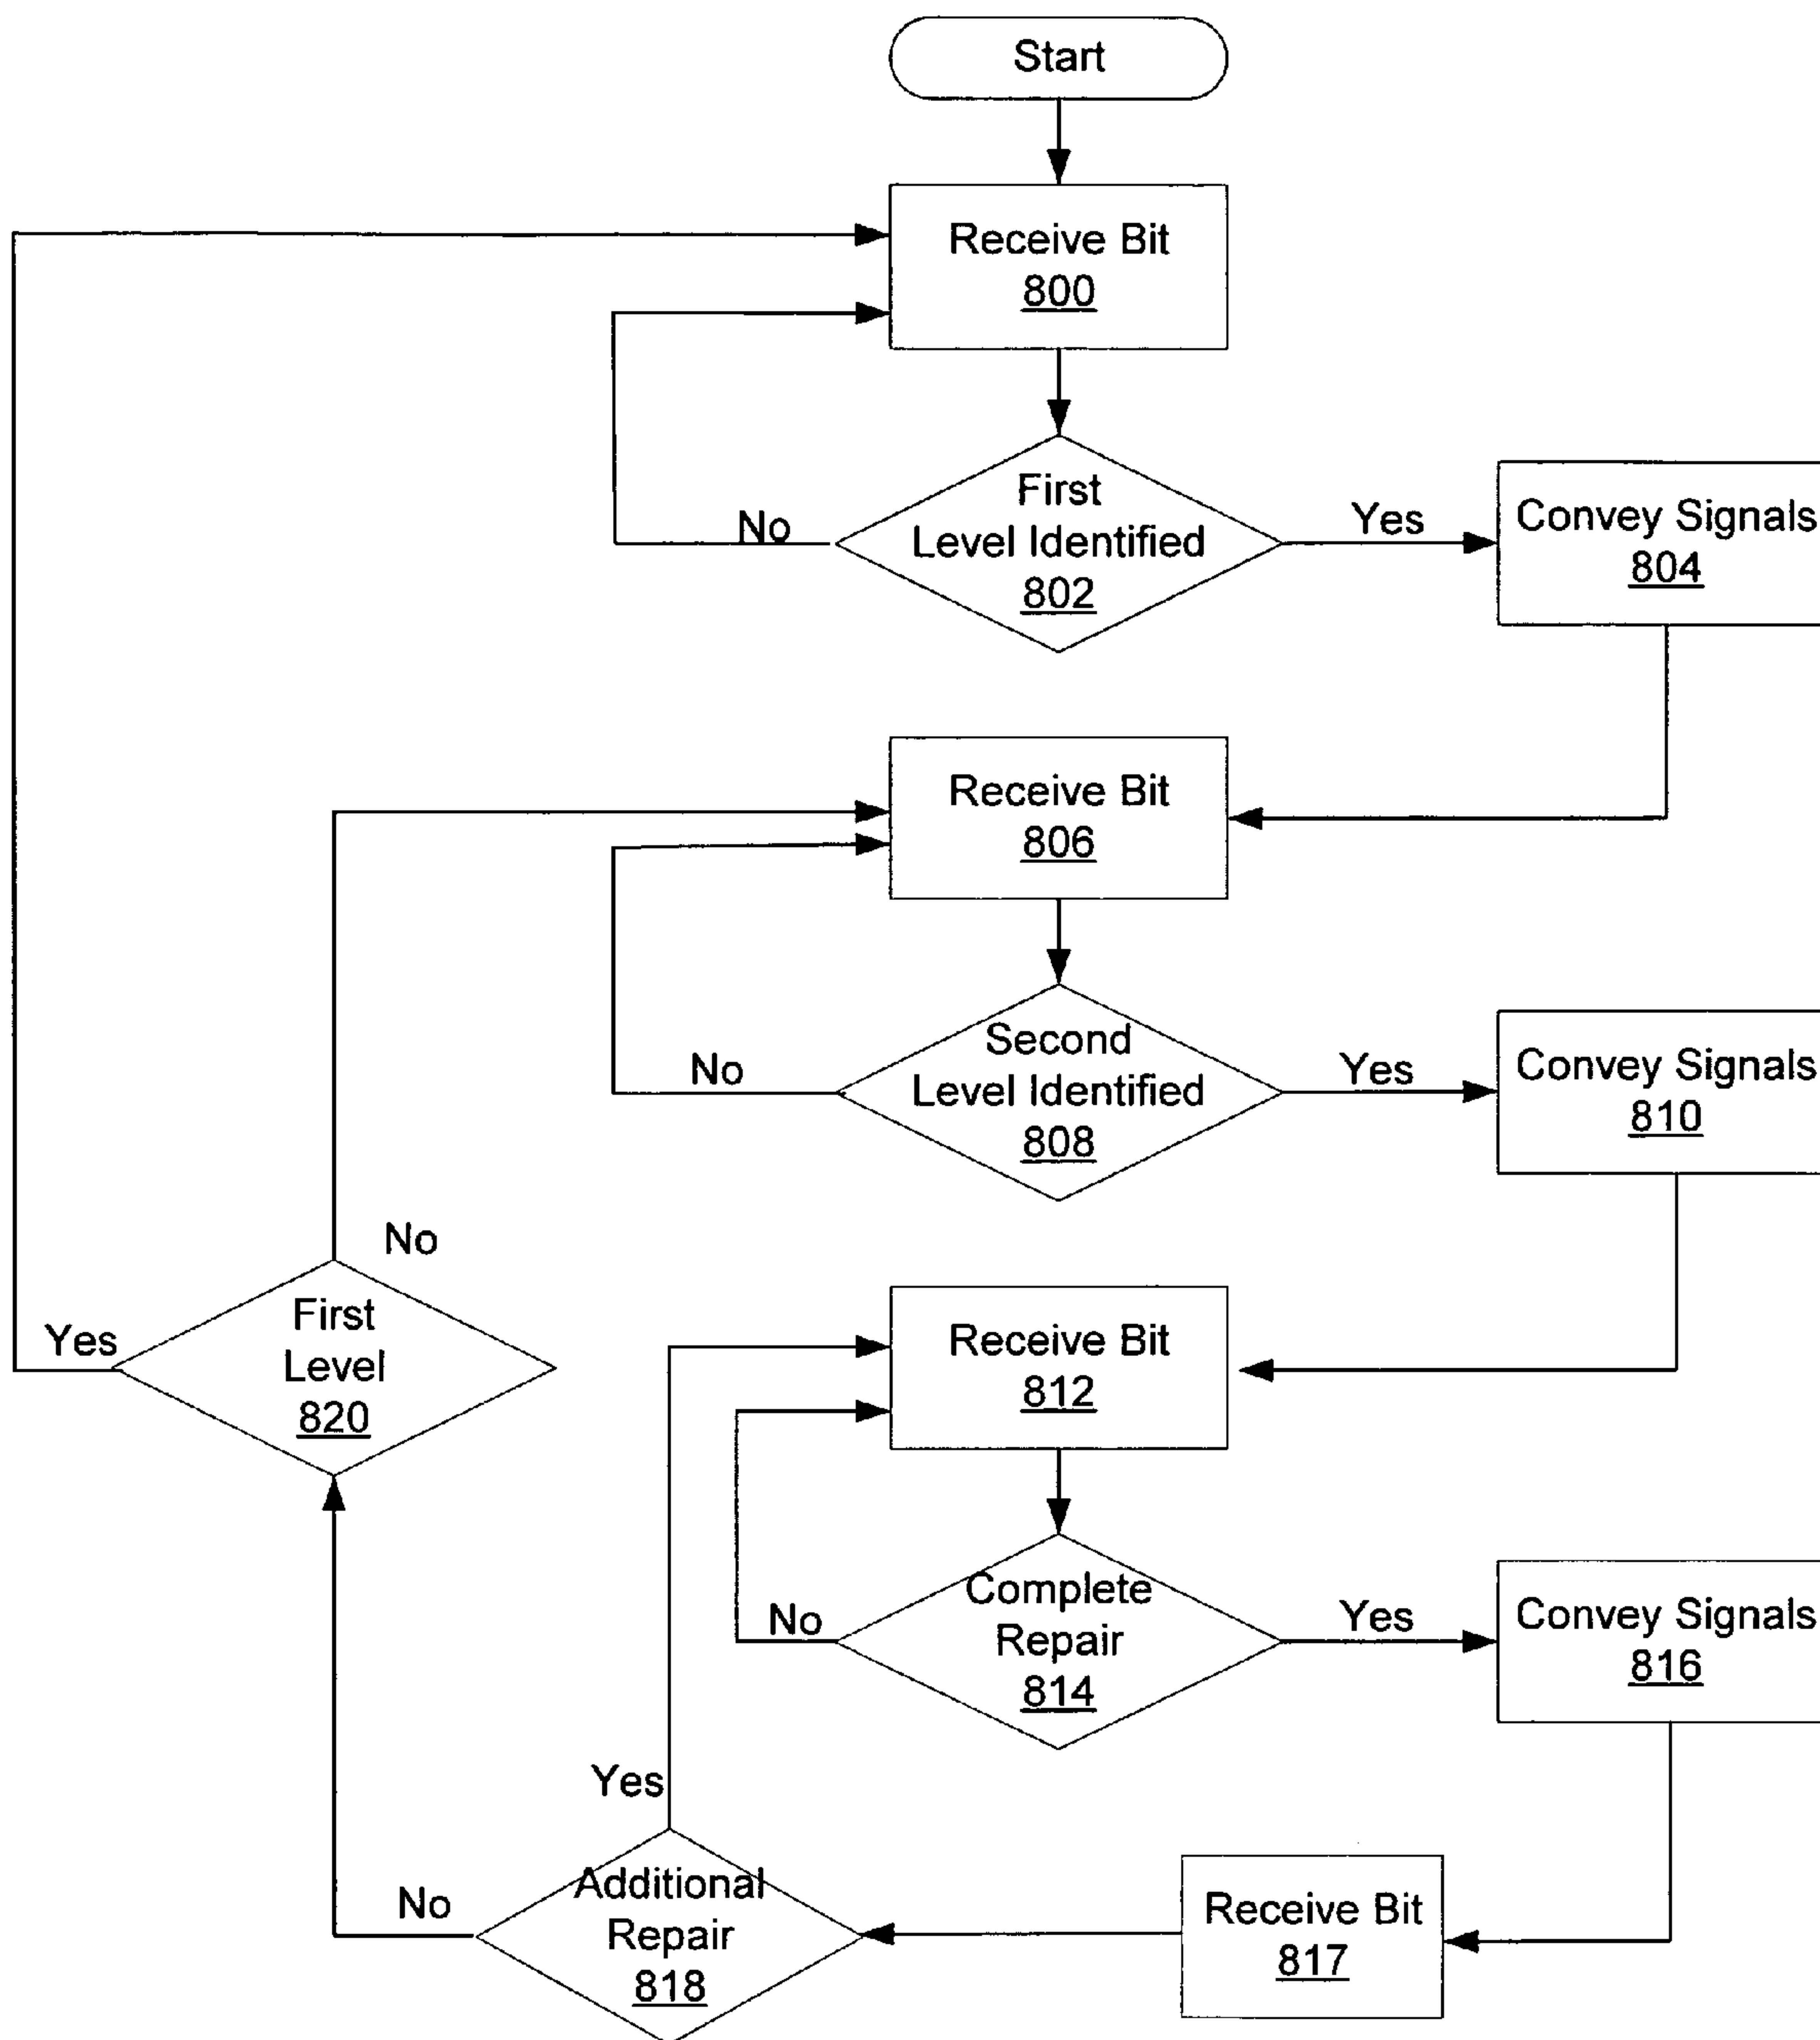 Start
Receive Bit
800
First
Level Identified
802
No
Yes
Convey Signals
804
Receive Bit
806
Second
Level Identified
808
No
Yes
Convey Signals
810
No
First
Level
820
Yes
Receive Bit
812
Complete
Repair
814
No
Yes
Convey Signals
816
Yes
Additional
Repair
818
No
Receive Bit
817